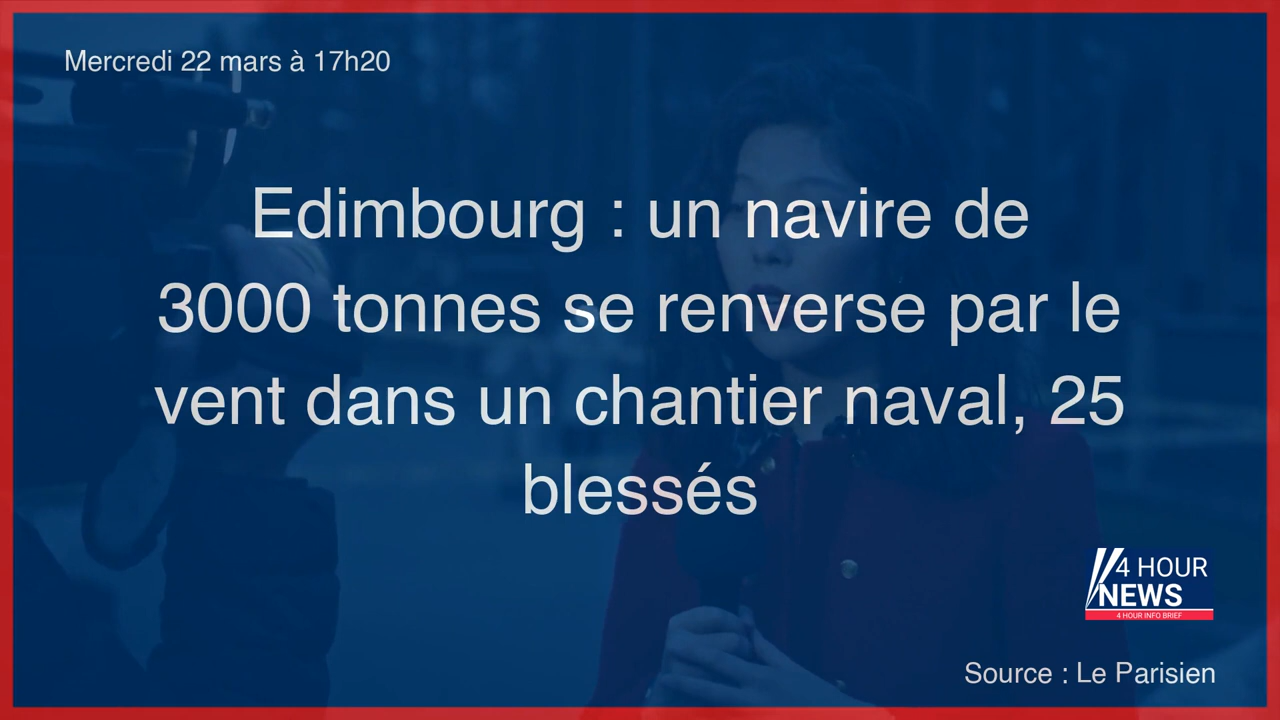 Mercredi 22 mars à 17h20
Edimbourg : un navire de
3000 tonnes se renverse par le
vent dans un chantier naval, 25
blessés
4 HOUR
NEWS
4 HOUR INFO BRIEF
Source : Le Parisien